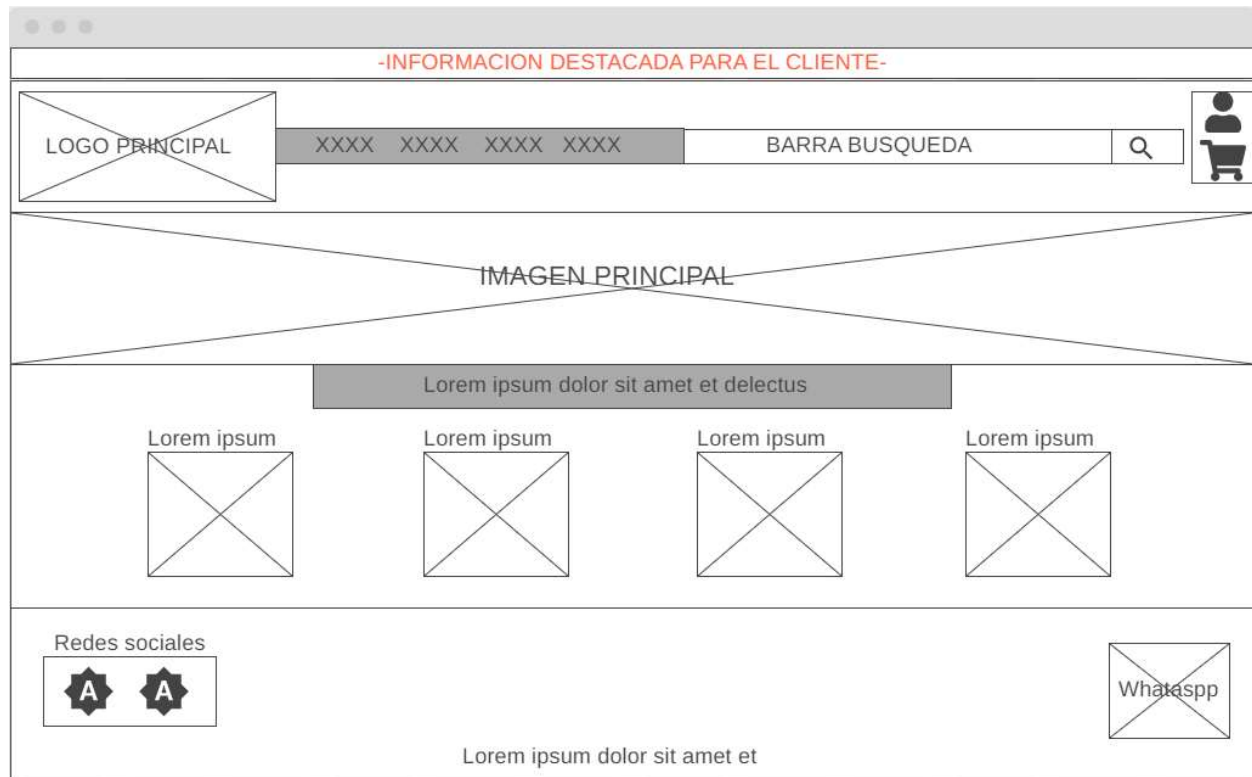 -INFORMACION DESTACADA PARA EL CLIENTE-
LOGO PRINCIPAL
XXXX XXXX XXXX XXXX
BARRA BUSQUEDA
IMAGEN PRINCIPAL
Lorem ipsum dolor sit amet et delectus
Lorem ipsum
Lorem ipsum
Lorem ipsum
Lorem ipsum
Redes sociales
A A
Whataspp
Lorem ipsum dolor sit amet et